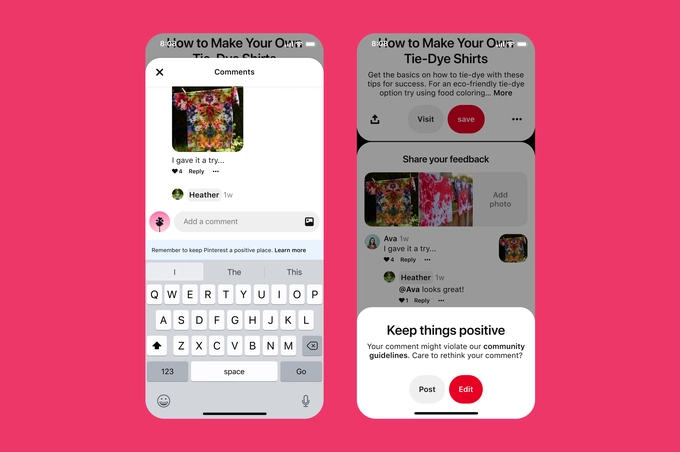 8:08
How to Make Your Own
Tie-Dye Shirts
Comments
I gave it a try...
4 Reply
Heather 1w
Add a comment
Remember to keep Pinterest a positive place. Learn more
I The This
Q W E R T Y U I O P
A S D F G H J K L
Z X C V B N M
123 space Go
8:08
How to Make Your Own
Tie-Dye Shirts
Get the basics on how to tie-dye with these
tips for success. For an eco-friendly tie-dye
option try using food coloring... More
Visit save
Share your feedback
Add
photo
Ava 1w
I gave it a try...
4 Reply
Heather 1w
@Ava looks great!
1 Reply
Keep things positive
Your comment might violate our community
guidelines. Care to rethink your comment?
Post Edit